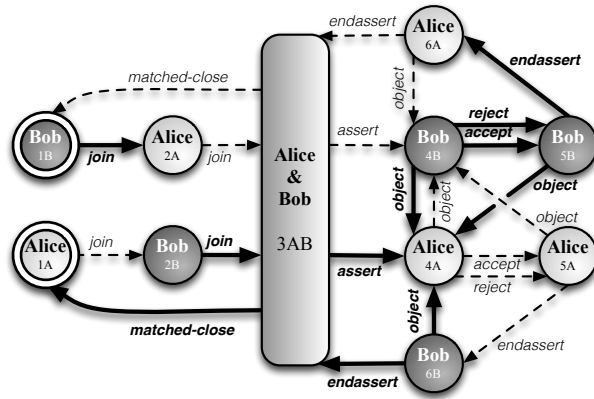 endassert
Alice
6A
endassert
matched-close
object
reject
accept
Bob
1B
join
Alice
2A
join
assert
Bob
4B
Bob
5B
Alice
&
Bob
3AB
object
object
object
object
Alice
1A
join
Bob
2B
join
assert
Alice
4A
accept
reject
Alice
5A
matched-close
object
endassert
Bob
6B
endassert